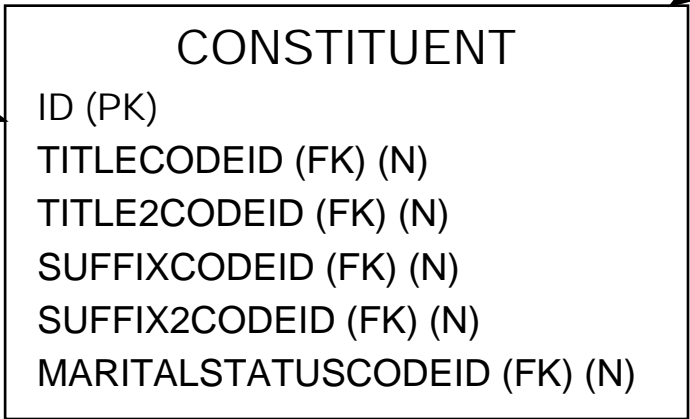 CONSTITUENT
ID (PK)
TITLECODEID (FK) (N)
TITLE2CODEID (FK) (N)
SUFFIXCODEID (FK) (N)
SUFFIX2CODEID (FK) (N)
MARITALSTATUSCODEID (FK) (N)